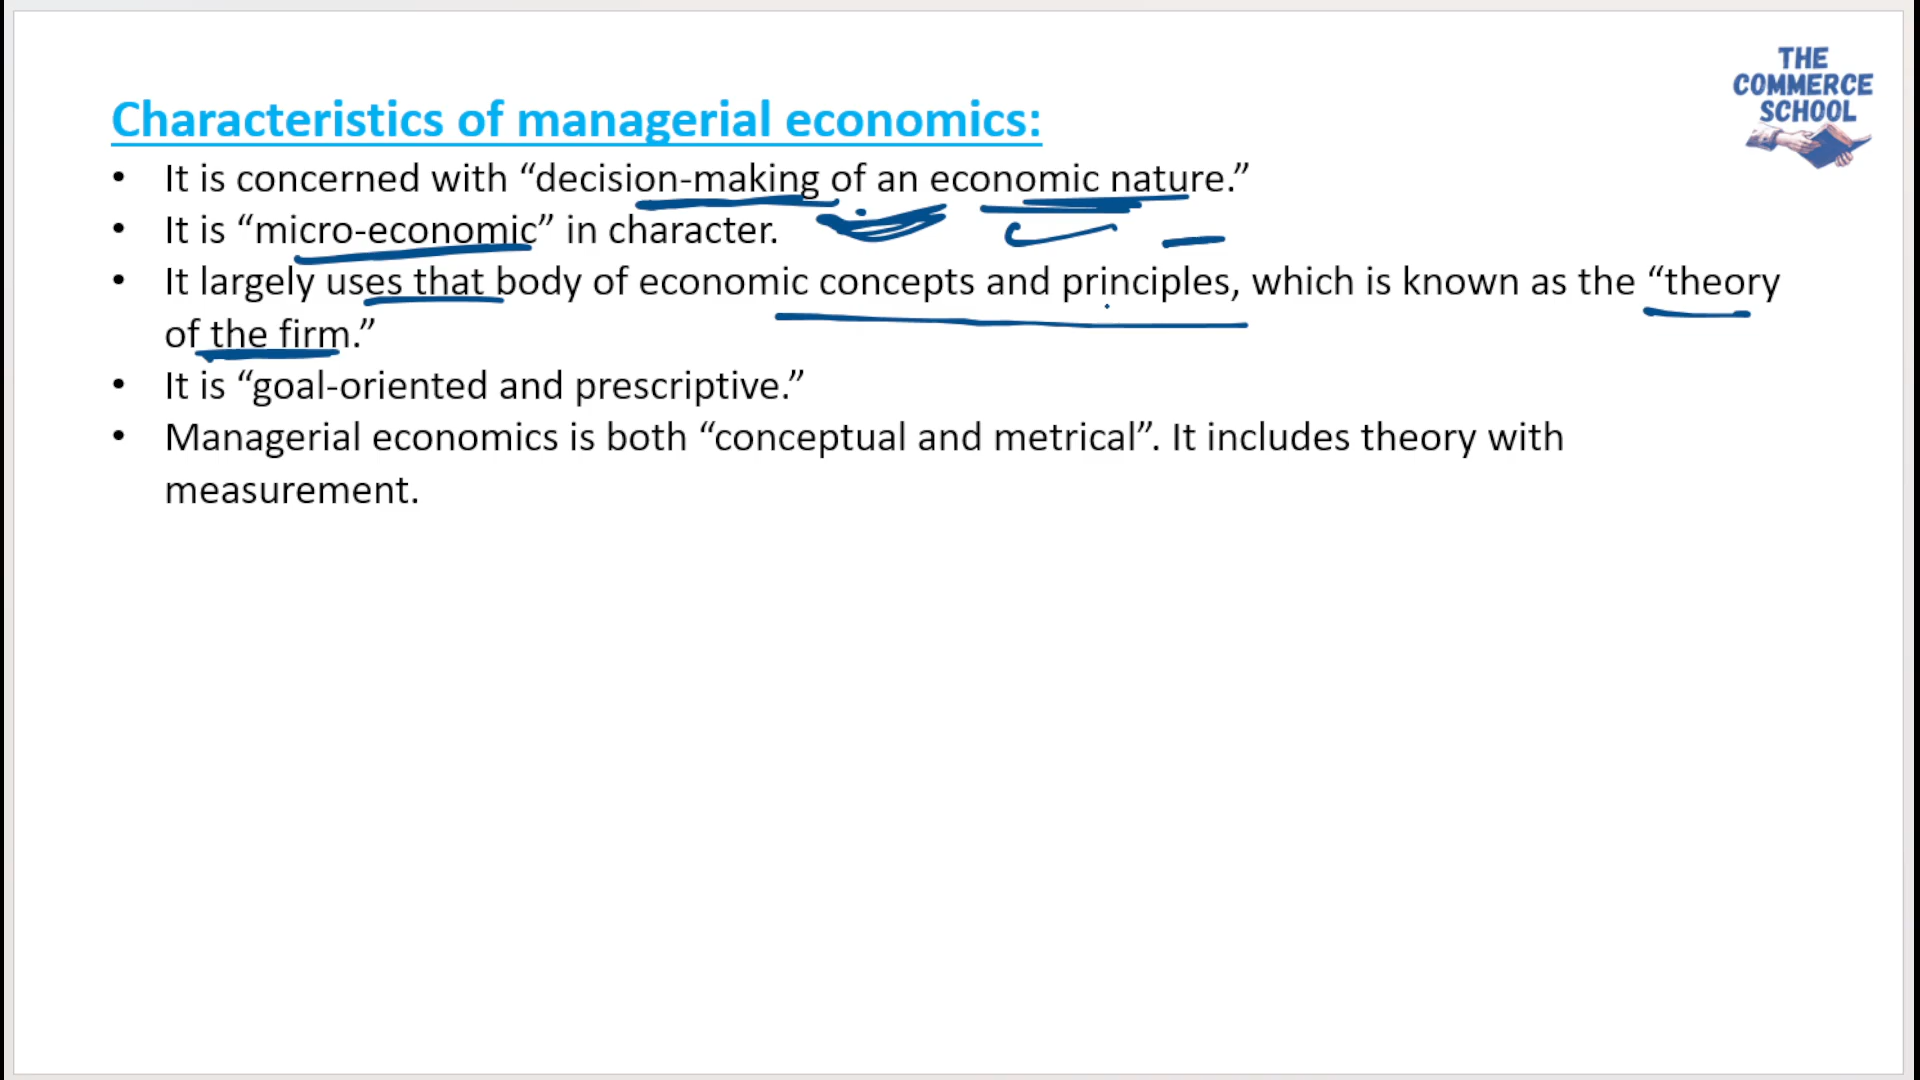 THE
COMMERCE
SCHOOL
Characteristics of managerial economics:
• It is concerned with “decision-making of an economic nature.”
• It is “micro-economic” in character.
• It largely uses that body of economic concepts and principles, which is known as the “theory
of the firm.”
• It is “goal-oriented and prescriptive.”
• Managerial economics is both “conceptual and metrical”. It includes theory with
measurement.